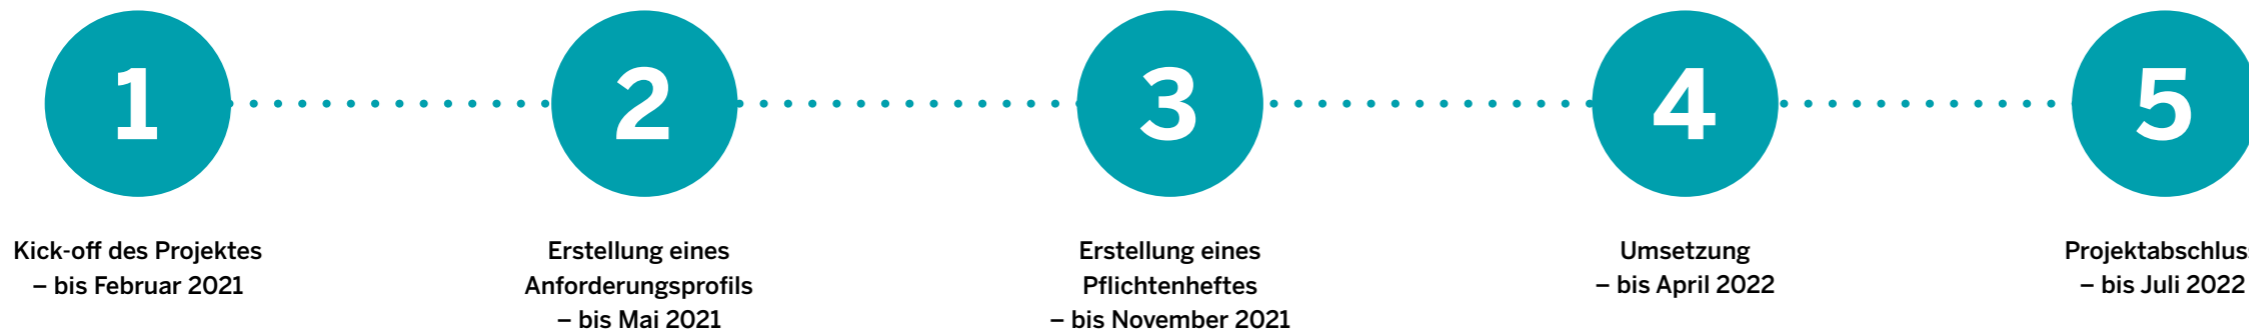 1
2
3
4
5
Kick-off des Projektes
– bis Februar 2021
Erstellung eines
Anforderungsprofils
– bis Mai 2021
Erstellung eines
Pflichtenheftes
– bis November 2021
Umsetzung
– bis April 2022
Projektabschluss
– bis Juli 2022